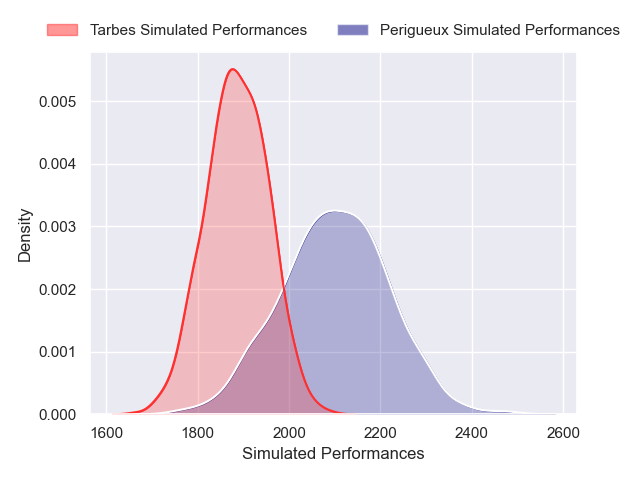 Tarbes Simulated Performances Perigueux Simulated Performances
0.005
0.004
0.003
0.002
0.001
0.000
Density
1600 1800 2000 2200 2400 2600
Simulated Performances